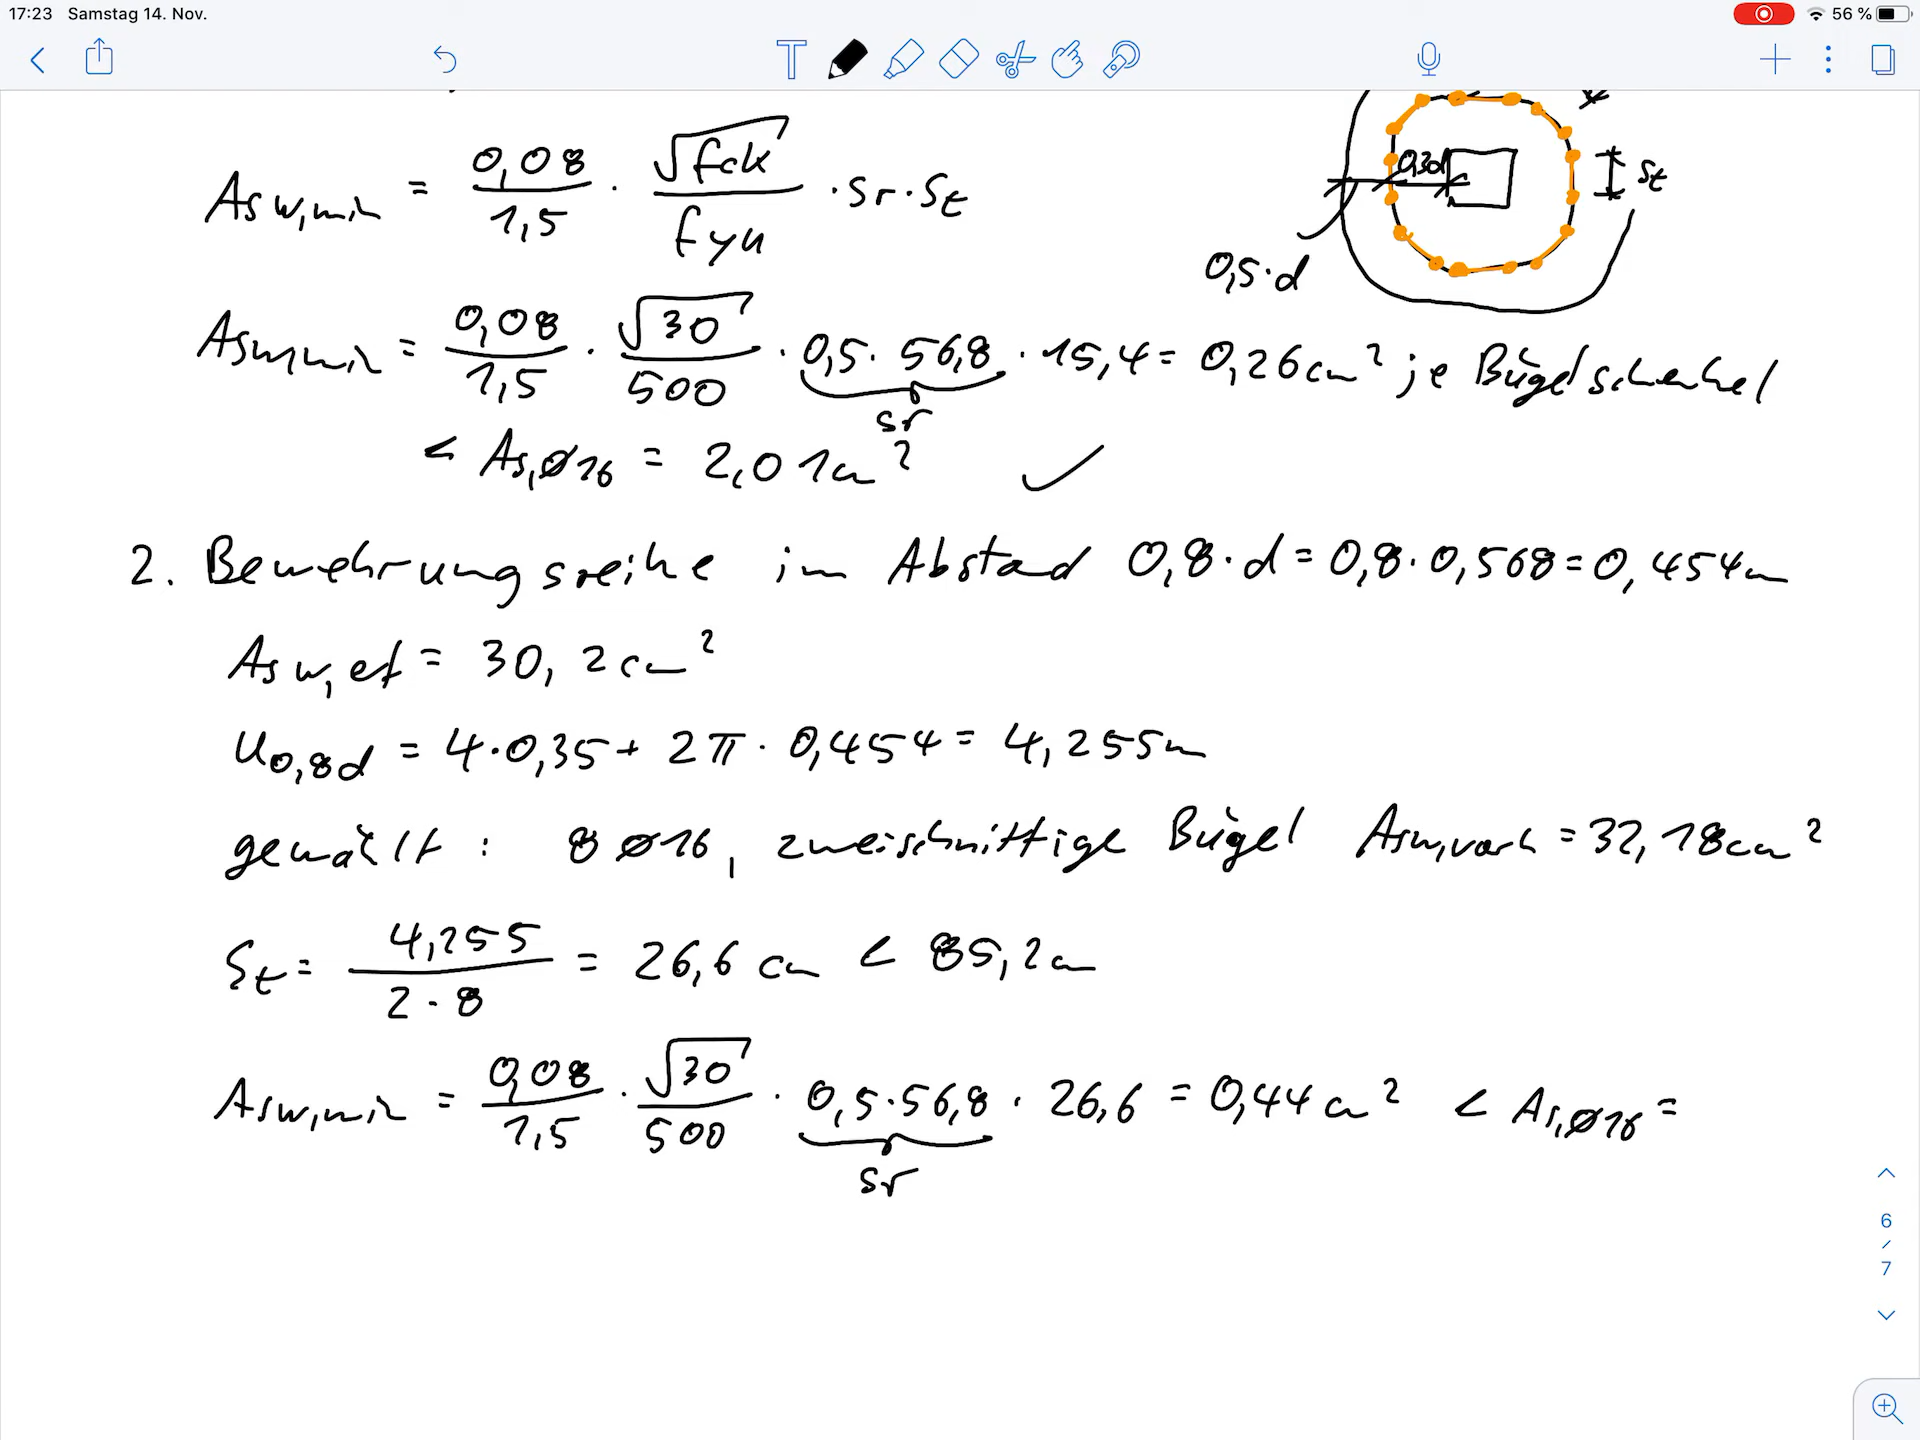 17:23 Samstag 14. Nov. 56 %
Asw,min = 0,08/1,5 · √fck/fyk · sr · st
0,3d
st
0,5·d
Asw,min = 0,08/1,5 · √30/500 · 0,5 · 56,8 · 15,4 = 0,26cm² je Bügelschenkel
sr
< As,ø16 = 2,01cm² ✓
2. Bewehrungsreihe im Abstad 0,8·d = 0,8·0,568 = 0,454m
Asw,ef = 30,2cm²
u0,8d = 4·0,35 + 2π · 0,454 = 4,255m
gewählt : 8 ø16, zweischnittige Bügel Asw,vorh = 32,18cm²
st = 4,255/2·8 = 26,6 cm < 85,2cm
Asw,min = 0,08/1,5 · √30/500 · 0,5·56,8 · 26,6 = 0,44cm² < As,ø16 =
sr
6
/
7